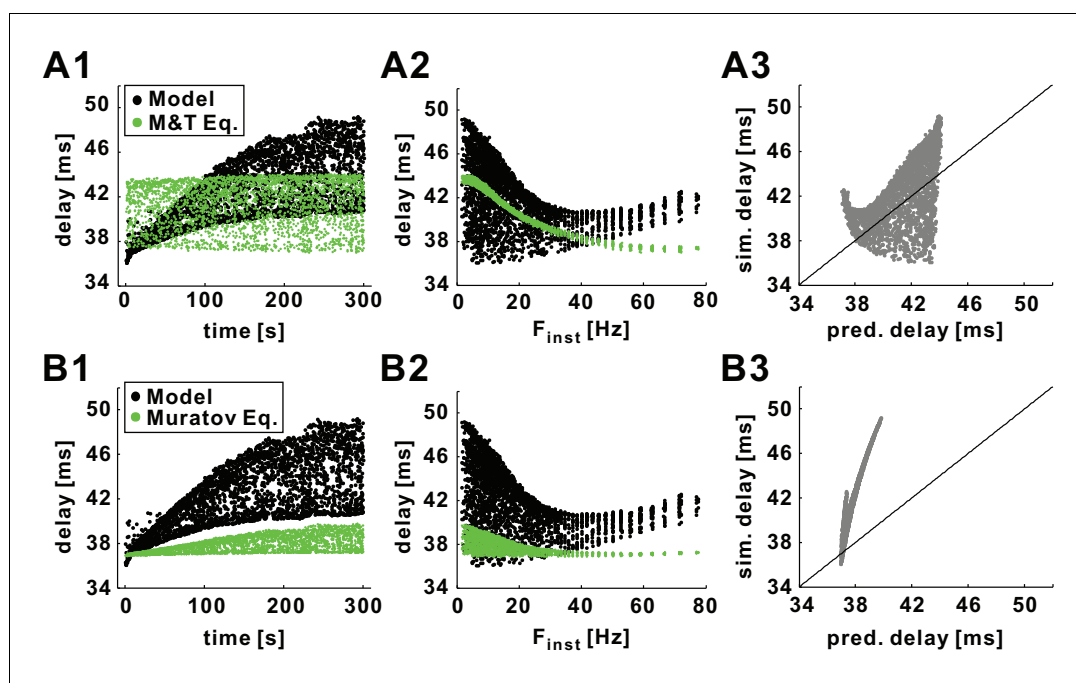 A1
A2
A3
50
46
42
38
34
delay [ms]
Model
M&T Eq.
0
100
200
300
time [s]
50
46
42
38
34
delay [ms]
0
20
40
60
80
F inst [Hz]
50
46
42
38
34
sim. delay [ms]
34
38
42
46
50
pred. delay [ms]
B1
B2
B3
50
46
42
38
34
delay [ms]
Model
Muratov Eq.
0
100
200
300
time [s]
50
46
42
38
34
delay [ms]
0
20
40
60
80
F inst [Hz]
50
46
42
38
34
sim. delay [ms]
34
38
42
46
50
pred. delay [ms]